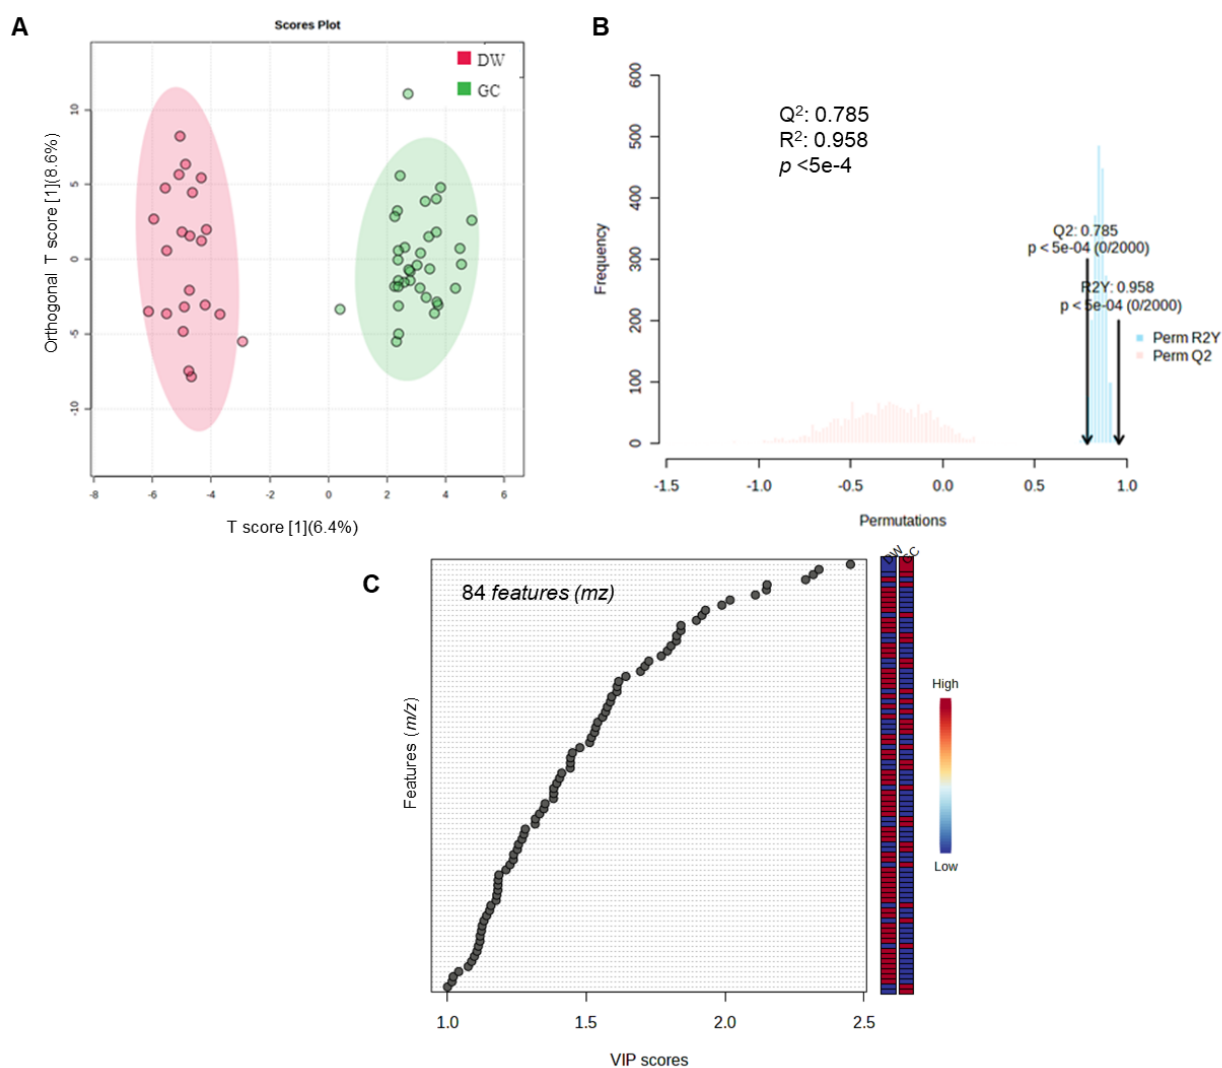 A
Scores Plot
DW
GC
Orthogonal T score [1](8.6%)
10
5
0
-5
-10
-8
-6
-4
-2
0
2
4
6
T score [1](6.4%)
B
Q²: 0.785
R²: 0.958
p <5e-4
Frequency
600
500
400
300
200
100
0
Q2: 0.785
p < 5e-04 (0/2000)
R2Y: 0.958
p < 5e-04 (0/2000)
Perm R2Y
Perm Q2
-1.5
-1.0
-0.5
0.0
0.5
1.0
Permutations
C
84 features (mz)
Features (m/z)
1.0
1.5
2.0
2.5
VIP scores
DW
GC
High
Low